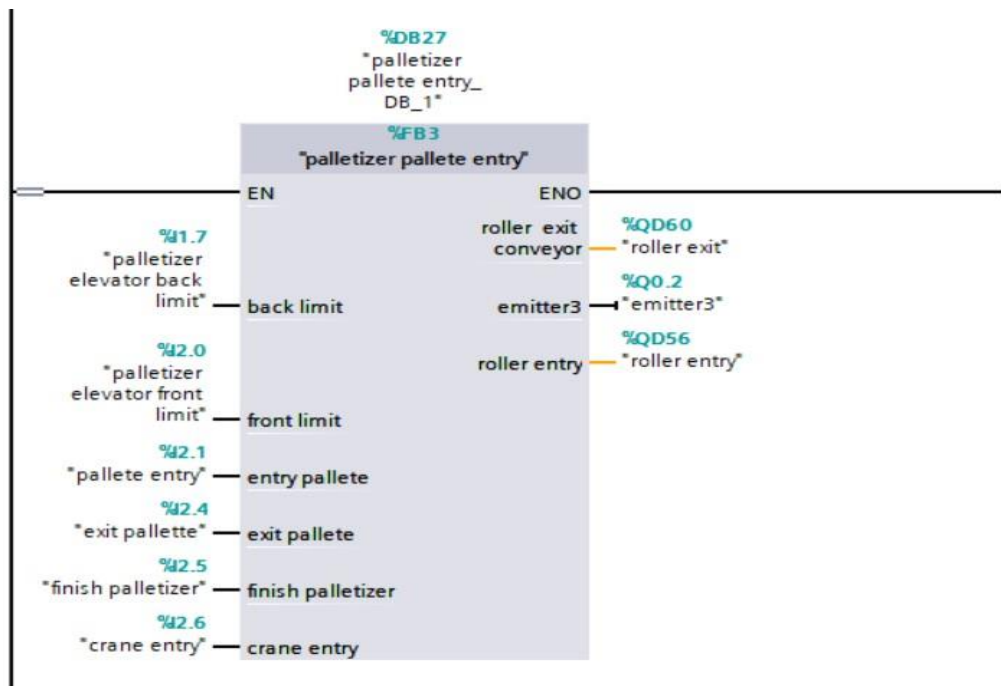 %DB27
"palletizer
pallete entry_
DB_1"
%FB3
"palletizer pallete entry"
EN
ENO
%I1.7
"palletizer
elevator back
limit"
back limit
%I2.0
"palletizer
elevator front
limit"
front limit
%I2.1
"pallete entry"
entry pallete
%I2.4
"exit pallette"
exit pallete
%I2.5
"finish palletizer"
finish palletizer
%I2.6
"crane entry"
crane entry
roller exit
conveyor
%QD60
"roller exit"
emitter3
%Q0.2
"emitter3"
roller entry
%QD56
"roller entry"